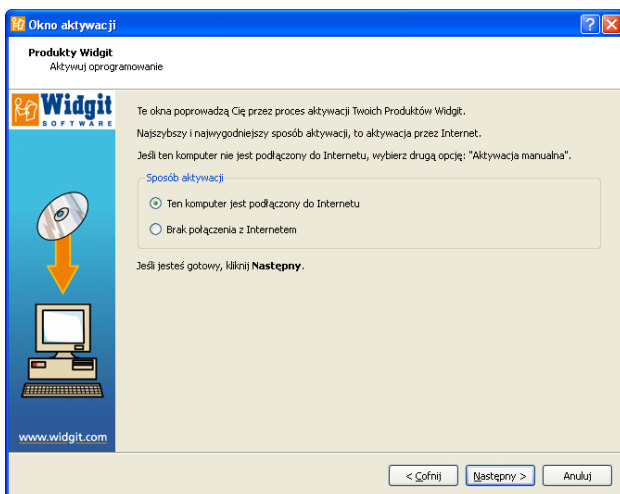 Okno aktywacji
Produkty Widgit
Aktywuj oprogramowanie
Widgit
SOFTWARE
Te okna poprowadzą Cię przez proces aktywacji Twoich Produktów Widgit.
Najszybszy i najwygodniejszy sposób aktywacji, to aktywacja przez Internet.
Jeśli ten komputer nie jest podłączony do Internetu, wybierz drugą opcję: "Aktywacja manualna".
Sposób aktywacji
Ten komputer jest podłączony do Internetu
Brak połączenia z Internetem
Jeśli jesteś gotowy, kliknij Następny.
www.widgit.com
< Cofnij
Następny >
Anuluj